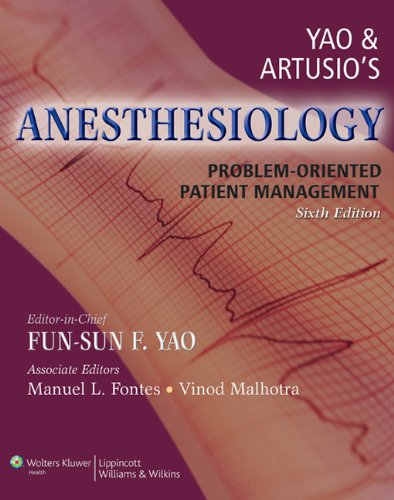 YAO &
ARTUSIO'S
ANESTHESIOLOGY
PROBLEM-ORIENTED
PATIENT MANAGEMENT
Sixth Edition
Editor-in-Chief
FUN-SUN F. YAO
Associate Editors
Manuel L. Fontes • Vinod Malhotra
Wolters Kluwer
Health
Lippincott
Williams & Wilkins